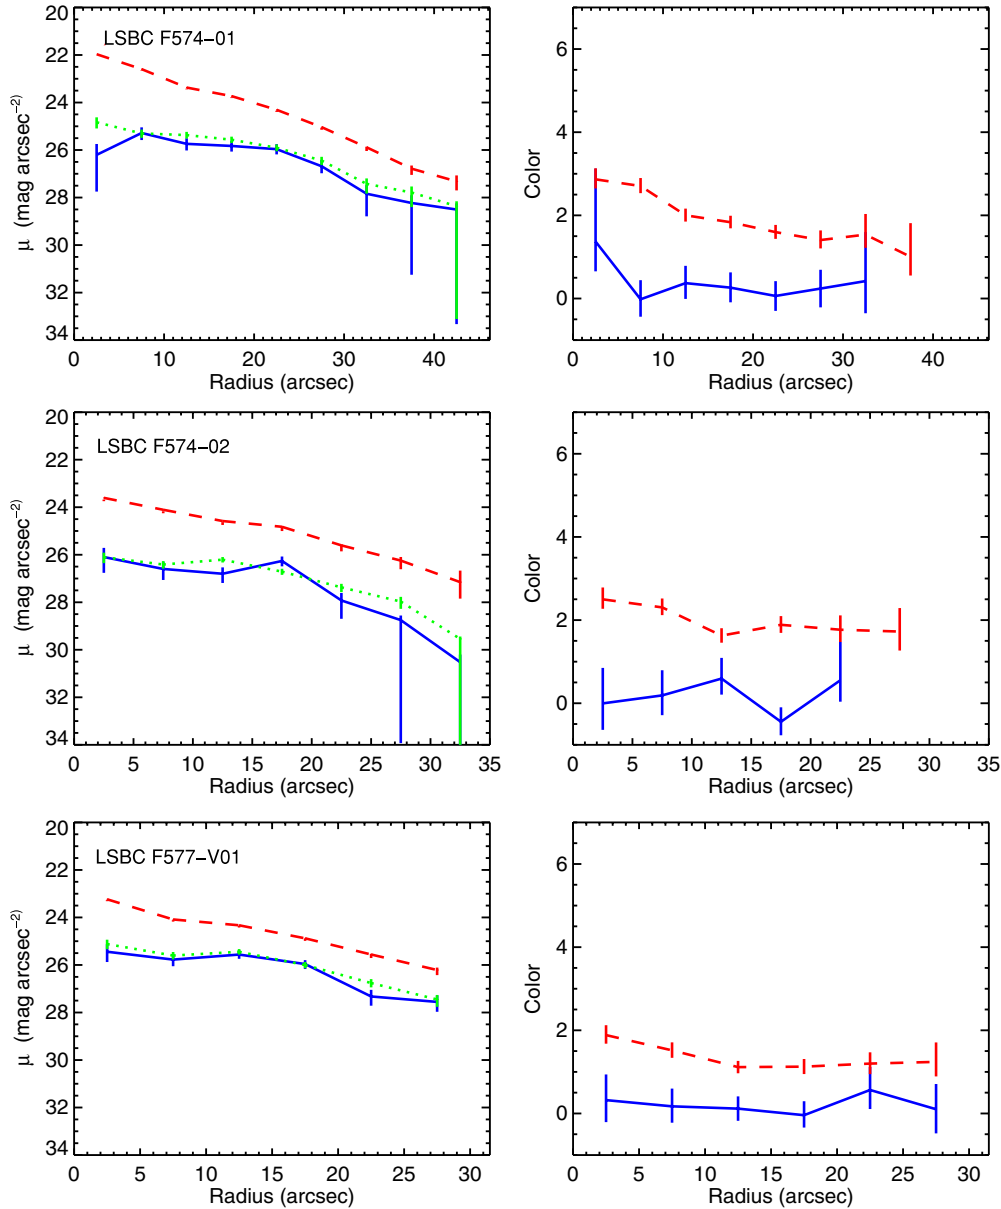 LSBC F574−01
20
22
24
26
28
30
32
34
μ (mag arcsec−2)
0 10 20 30 40
Radius (arcsec)
6
4
2
0
Color
0 10 20 30 40
Radius (arcsec)
LSBC F574−02
20
22
24
26
28
30
32
34
μ (mag arcsec−2)
0 5 10 15 20 25 30 35
Radius (arcsec)
6
4
2
0
Color
0 5 10 15 20 25 30 35
Radius (arcsec)
LSBC F577−V01
20
22
24
26
28
30
32
34
μ (mag arcsec−2)
0 5 10 15 20 25 30
Radius (arcsec)
6
4
2
0
Color
0 5 10 15 20 25 30
Radius (arcsec)